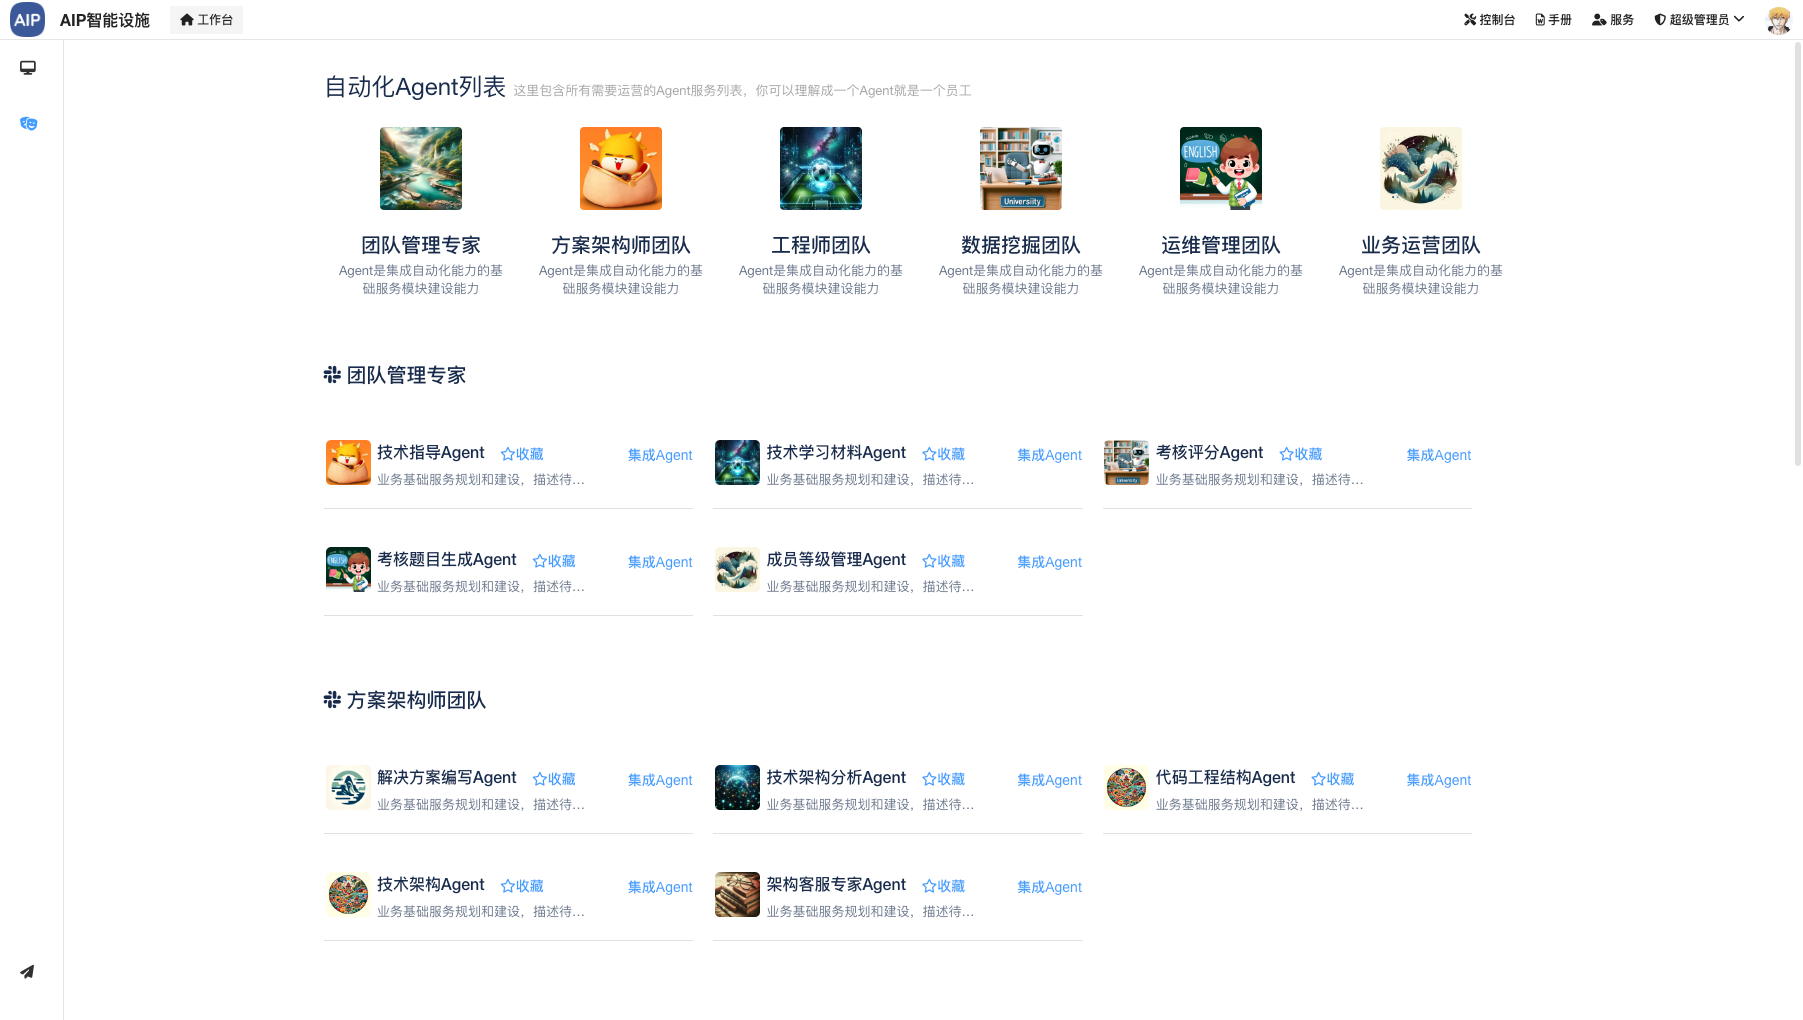 AIP AIP智能设施 工作台 控制台 手册 服务 超级管理员
自动化Agent列表 这里包含所有需要运营的Agent服务列表，你可以理解成一个Agent就是一个员工
University
ENGLISH
团队管理专家 方案架构师团队 工程师团队 数据挖掘团队 运维管理团队 业务运营团队
Agent是集成自动化能力的基 Agent是集成自动化能力的基 Agent是集成自动化能力的基 Agent是集成自动化能力的基 Agent是集成自动化能力的基 Agent是集成自动化能力的基
础服务模块建设能力 础服务模块建设能力 础服务模块建设能力 础服务模块建设能力 础服务模块建设能力 础服务模块建设能力
团队管理专家
技术指导Agent 收藏 集成Agent 技术学习材料Agent 收藏 集成Agent 考核评分Agent 收藏 集成Agent
业务基础服务规划和建设，描述待... 业务基础服务规划和建设，描述待... 业务基础服务规划和建设，描述待...
考核题目生成Agent 收藏 集成Agent 成员等级管理Agent 收藏 集成Agent
业务基础服务规划和建设，描述待... 业务基础服务规划和建设，描述待...
方案架构师团队
解决方案编写Agent 收藏 集成Agent 技术架构分析Agent 收藏 集成Agent 代码工程结构Agent 收藏 集成Agent
业务基础服务规划和建设，描述待... 业务基础服务规划和建设，描述待... 业务基础服务规划和建设，描述待...
技术架构Agent 收藏 集成Agent 架构客服专家Agent 收藏 集成Agent
业务基础服务规划和建设，描述待... 业务基础服务规划和建设，描述待...